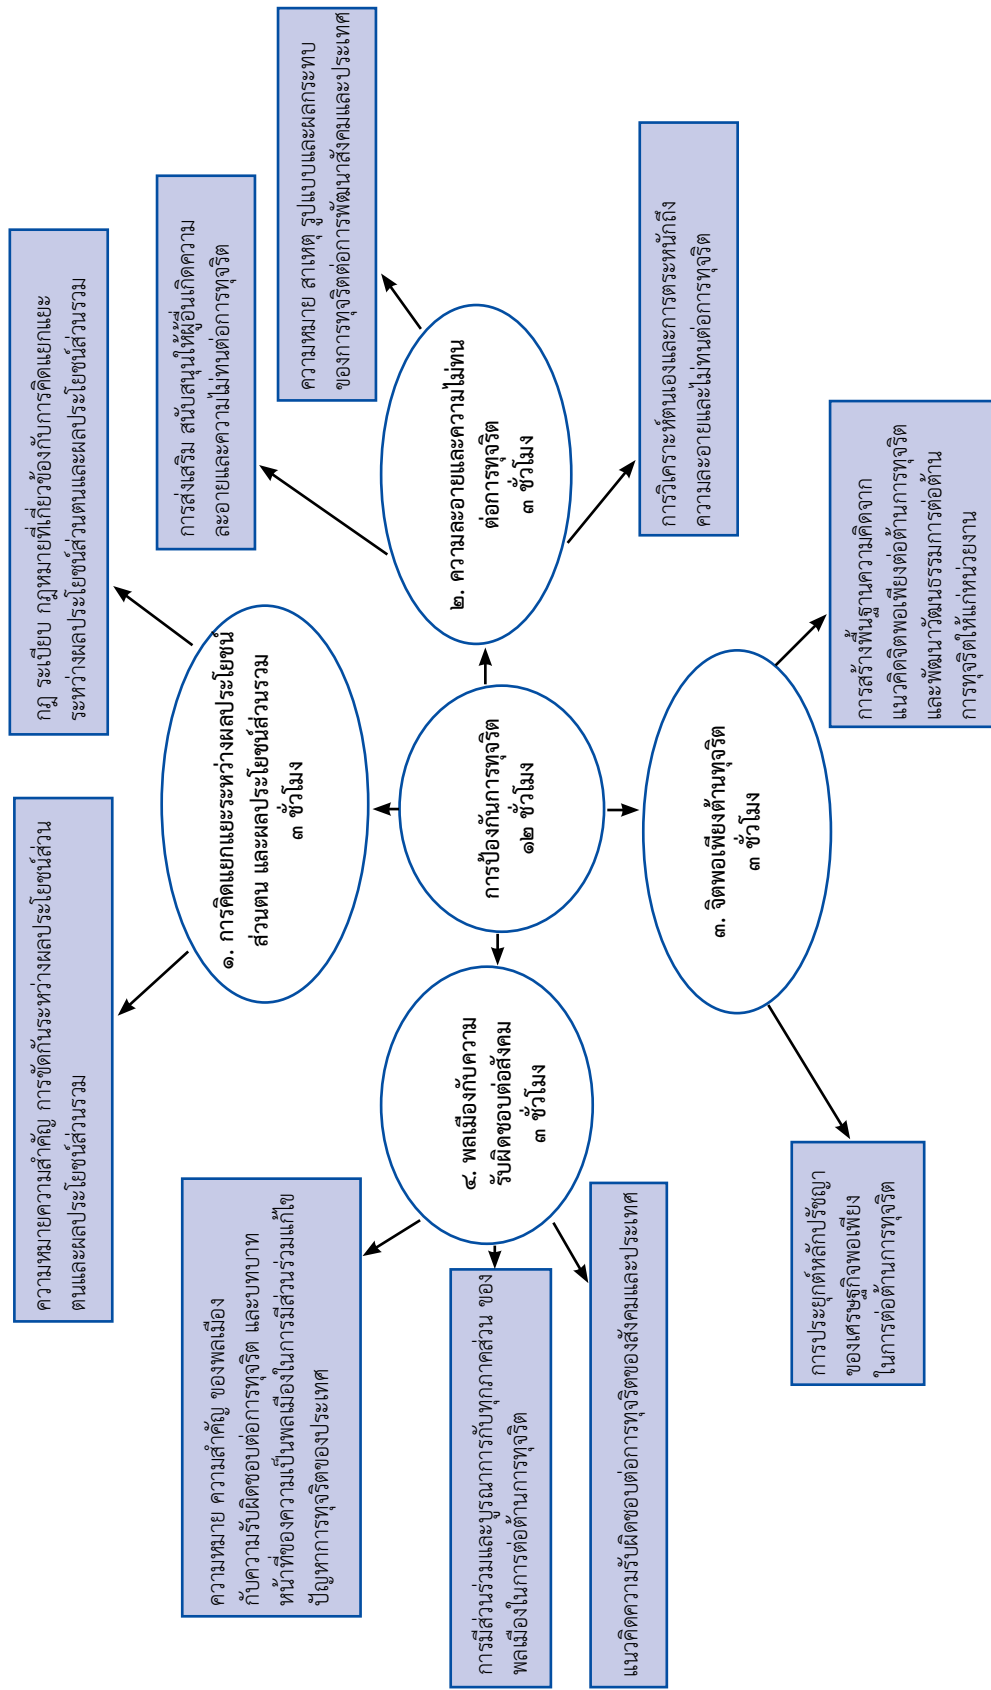 ความหมายความสำคัญ การขัดกันระหว่างผลประโยชน์ส่วน
ตนและผลประโยชน์ส่วนรวม
กฎ ระเบียบ กฎหมายที่เกี่ยวข้องกับการคิดแยกแยะ
ระหว่างผลประโยชน์ส่วนตนและผลประโยชน์ส่วนรวม
๑. การคิดแยกแยะระหว่างผลประโยชน์
ส่วนตน และผลประโยชน์ส่วนรวม
๓ ชั่วโมง
การส่งเสริม สนับสนุนให้ผู้อื่นเกิดความ
ละอายและความไม่ทนต่อการทุจริต
ความหมาย สาเหตุ รูปแบบและผลกระทบ
ของการทุจริตต่อการพัฒนาสังคมและประเทศ
๒. ความละอายและความไม่ทน
ต่อการทุจริต
๓ ชั่วโมง
การวิเคราะห์ตนเองและการตระหนักถึง
ความละอายและไม่ทนต่อการทุจริต
การป้องกันการทุจริต
๑๒ ชั่วโมง
๔. พลเมืองกับความ
รับผิดชอบต่อสังคม
๓ ชั่วโมง
ความหมาย ความสำคัญ ของพลเมือง
กับความรับผิดชอบต่อการทุจริต และบทบาท
หน้าที่ของความเป็นพลเมืองในการมีส่วนร่วมแก้ไข
ปัญหาการทุจริตของประเทศ
การมีส่วนร่วมและบูรณาการกับทุกภาคส่วน ของ
พลเมืองในการต่อต้านการทุจริต
แนวคิดความรับผิดชอบต่อการทุจริตของสังคมและประเทศ
๓. จิตพอเพียงต้านทุจริต
๓ ชั่วโมง
การประยุกต์หลักปรัชญา
ของเศรษฐกิจพอเพียง
ในการต่อต้านการทุจริต
การสร้างพื้นฐานความคิดจาก
แนวคิดจิตพอเพียงต่อต้านการทุจริต
และพัฒนาวัฒนธรรมการต่อต้าน
การทุจริตให้แก่หน่วยงาน